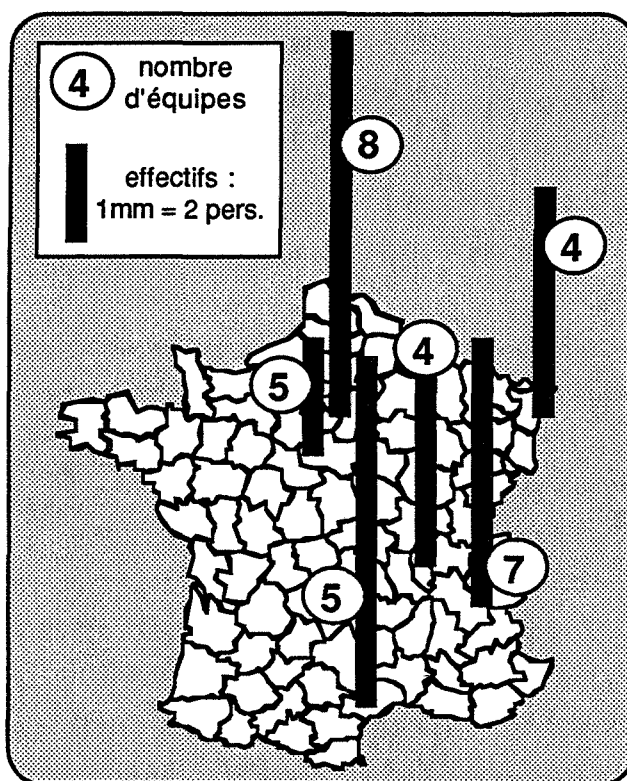 4 nombre
d'équipes
effectifs :
1mm = 2 pers.
8
4
4
5
7
5